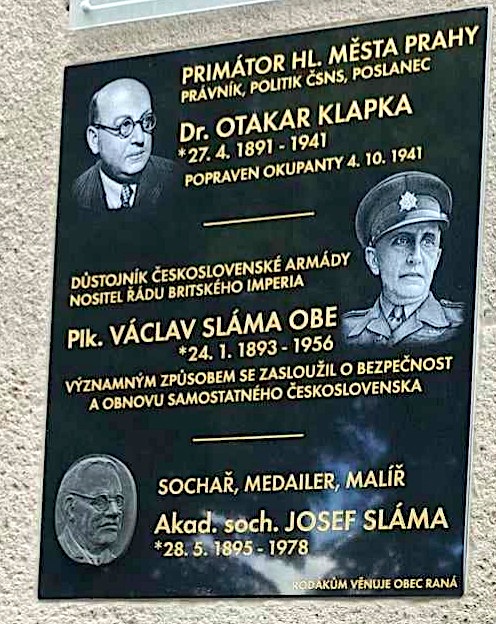 PRIMÁTOR HL. MĚSTA PRAHY
PRÁVNÍK, POLITIK ČSNS, POSLANEC
Dr. OTAKAR KLAPKA
*27. 4. 1891 - 1941
POPRAVEN OKUPANTY 4. 10. 1941
DŮSTOJNÍK ČESKOSLOVENSKÉ ARMÁDY
NOSITEL ŘÁDU BRITSKÉHO IMPERIA
Plk. VÁCLAV SLÁMA OBE
*24. 1. 1893 - 1956
VÝZNAMNÝM ZPŮSOBEM SE ZASLOUŽIL O BEZPEČNOST
A OBNOVU SAMOSTATNÉHO ČESKOSLOVENSKA
SOCHAŘ, MEDAILER, MALÍŘ
Akad. soch. JOSEF SLÁMA
*28. 5. 1895 - 1978
RODÁKŮM VĚNUJE OBEC RANÁ